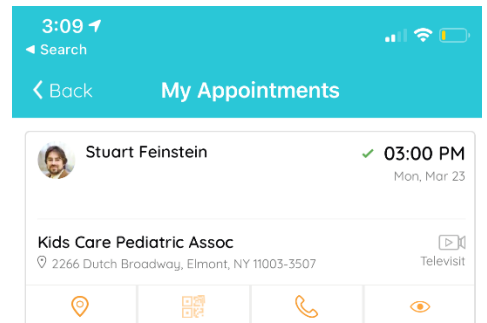 3:09
Search
Back
My Appointments
Stuart Feinstein
03:00 PM
Mon, Mar 23
Kids Care Pediatric Assoc
2266 Dutch Broadway, Elmont, NY 11003-3507
Televisit